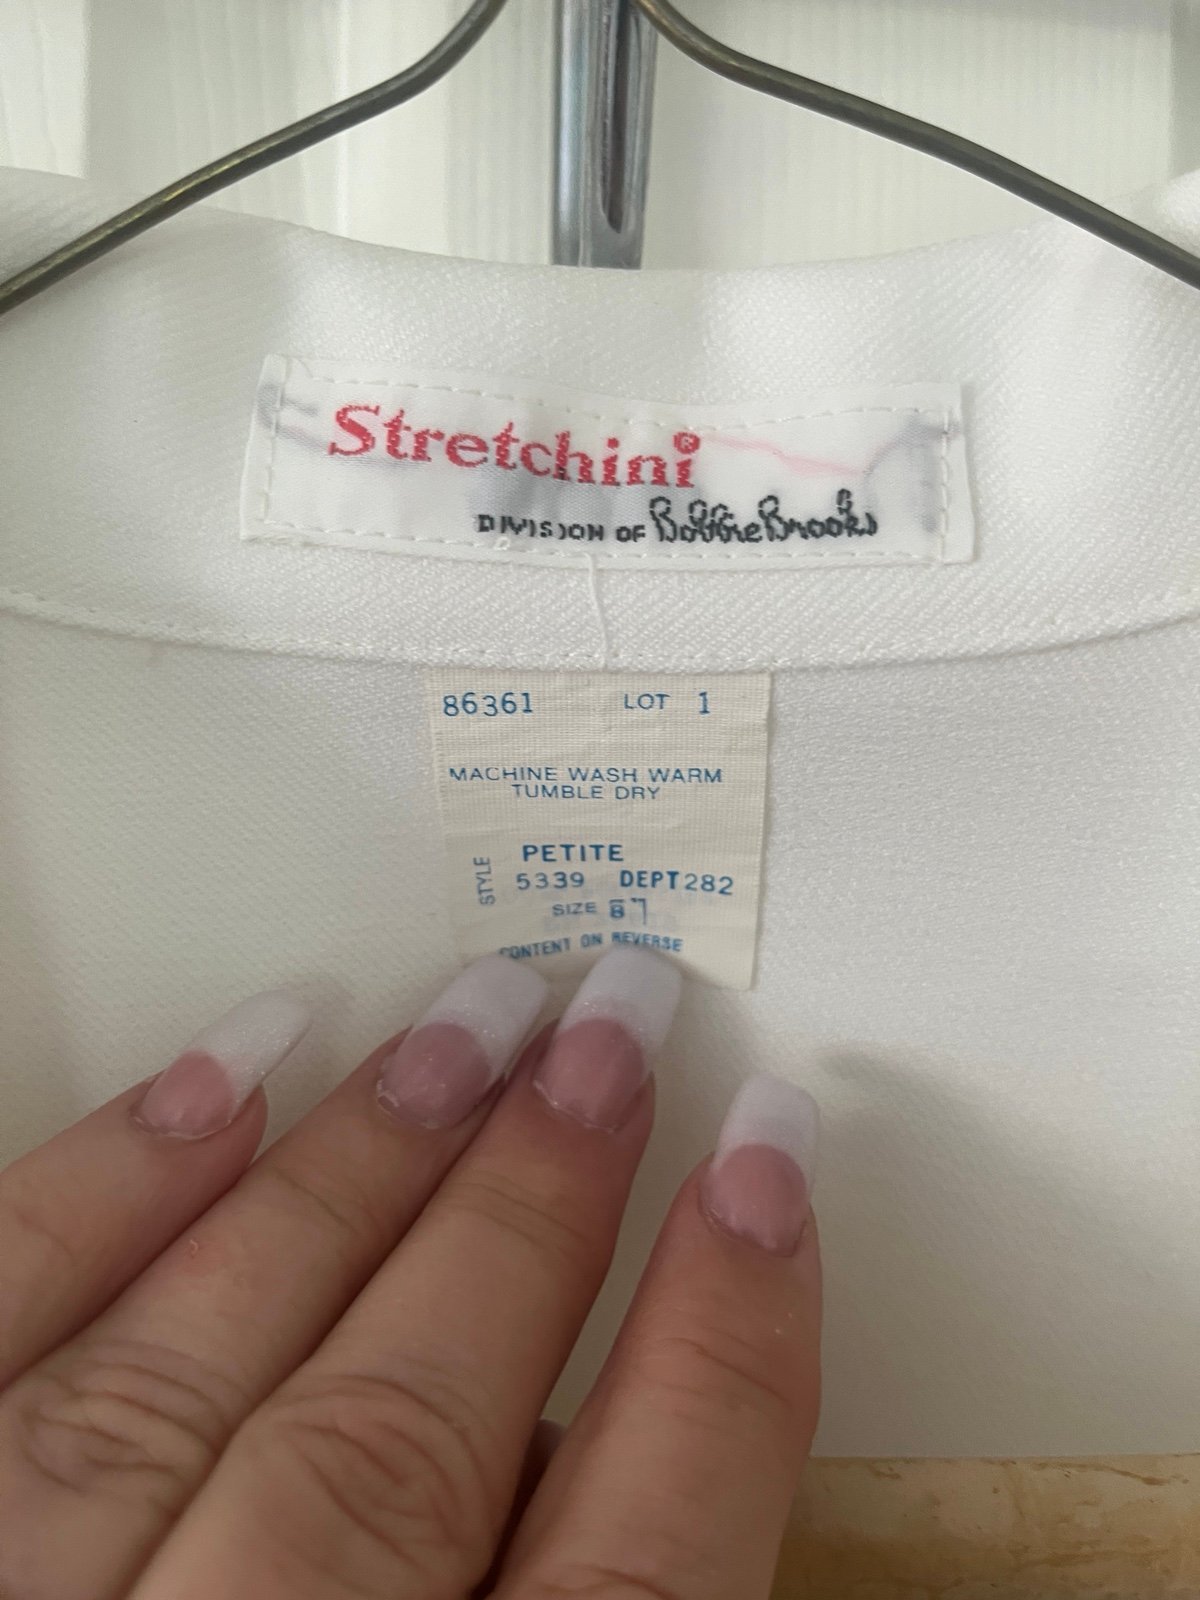 Stretchini®
DIVISION OF Bobbie Brooks
86361 LOT 1
MACHINE WASH WARM
TUMBLE DRY
PETITE
STYLE 5339 DEPT 282
SIZE
CONTENT ON REVERSE